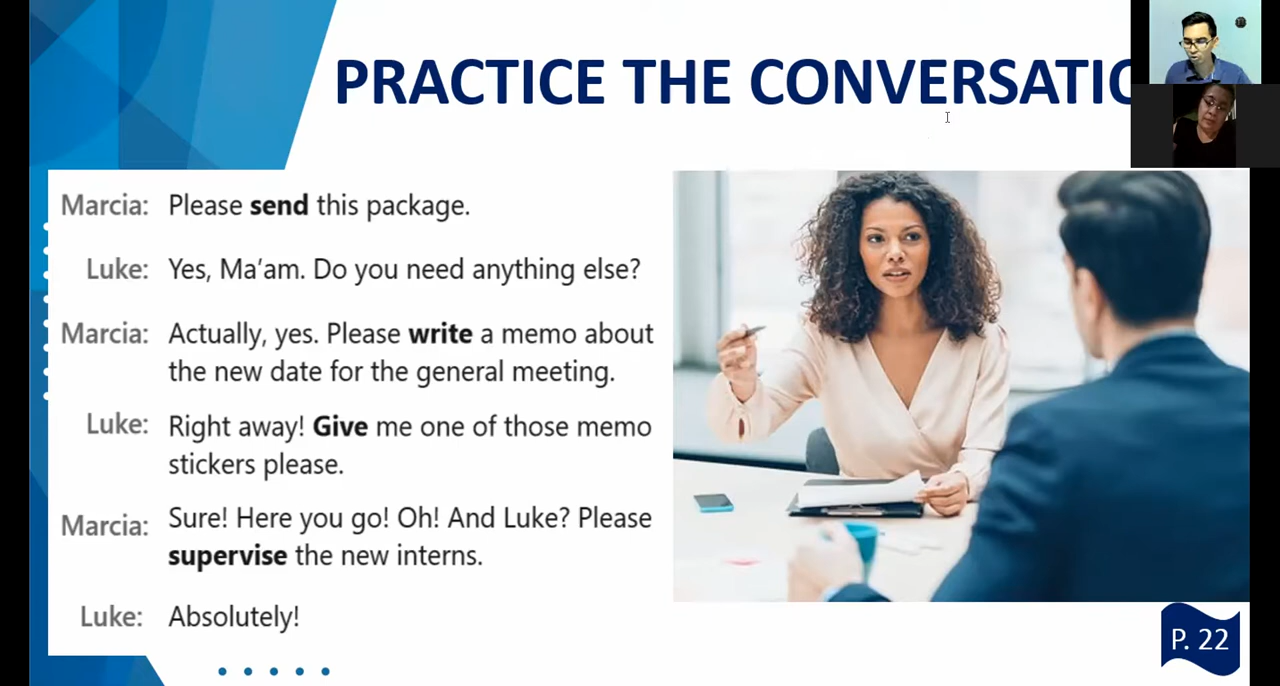 PRACTICE THE CONVERSATIO
Marcia: Please send this package.
Luke: Yes, Ma’am. Do you need anything else?
Marcia: Actually, yes. Please write a memo about
the new date for the general meeting.
Luke: Right away! Give me one of those memo
stickers please.
Marcia: Sure! Here you go! Oh! And Luke? Please
supervise the new interns.
Luke: Absolutely!
P. 22